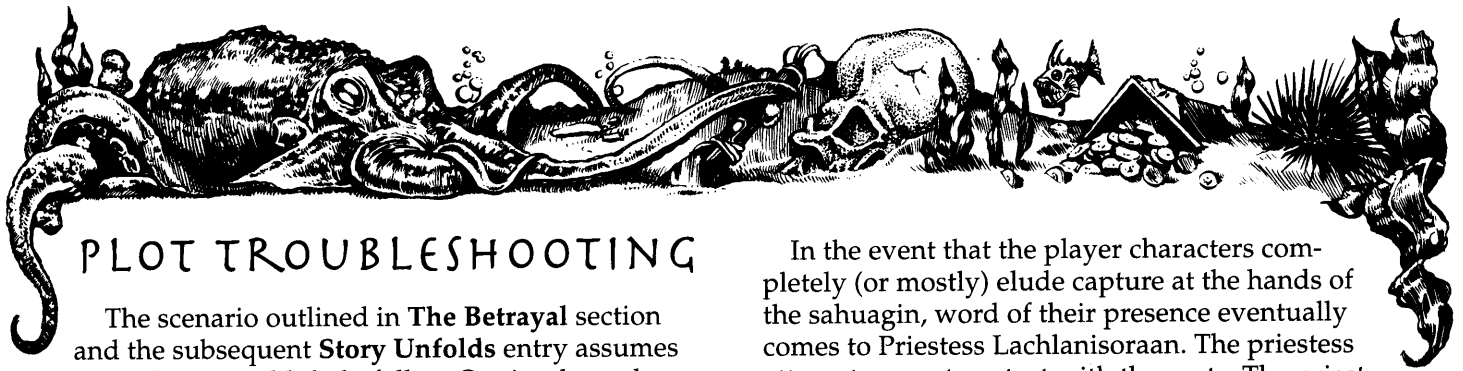 PLOT TROUBLESHOOTING
The scenario outlined in The Betrayal section
and the subsequent Story Unfolds entry assumes
In the event that the player characters com-
pletely (or mostly) elude capture at the hands of
the sahuagin, word of their presence eventually
comes to Priestess Lachlanisoraan. The priestess